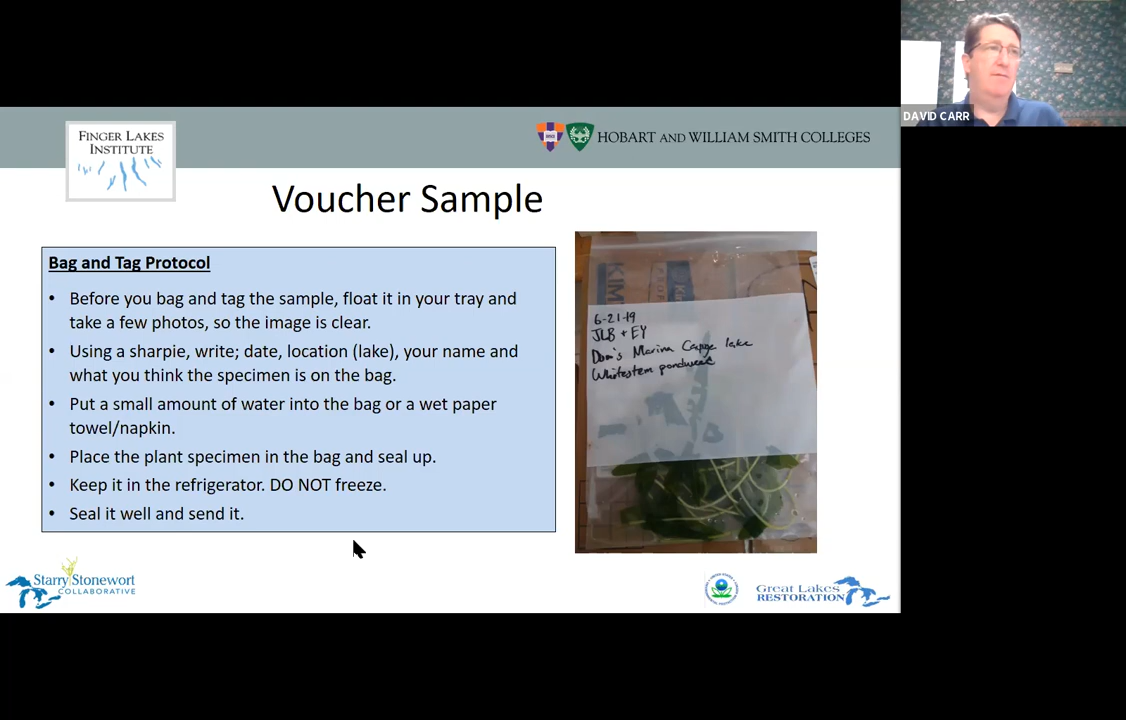 DAVID CARR
FINGER LAKES
INSTITUTE
HOBART AND WILLIAM SMITH COLLEGES
Voucher Sample
Bag and Tag Protocol
• Before you bag and tag the sample, float it in your tray and
take a few photos, so the image is clear.
• Using a sharpie, write; date, location (lake), your name and
what you think the specimen is on the bag.
• Put a small amount of water into the bag or a wet paper
towel/napkin.
• Place the plant specimen in the bag and seal up.
• Keep it in the refrigerator. DO NOT freeze.
• Seal it well and send it.
KIM
6-21-19
JLB + EY
Don's Marina Cayuga lake
Whitestem pondweed
Starry Stonewort
COLLABORATIVE
Great Lakes
RESTORATION